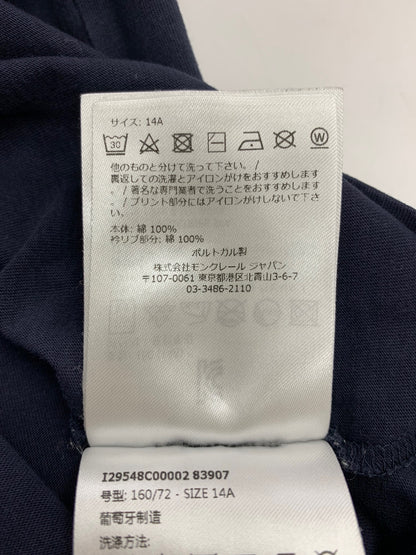 サイズ: 14A
30
W
他のものと分けて洗って下さい。/
裏返しての洗濯とアイロンがけをおすすめします
。/ 著名な専門業者で洗うことをおすすめします
。/ プリント部分にはアイロンがけしないで下さ
い。
本体: 綿 100%
衿リブ部分: 綿 100%
ポルトガル製
株式会社モンクレール ジャパン
〒107-0061 東京都港区北青山3-6-7
03-3486-2110
I29548C00002 83907
号型: 160/72 - SIZE 14A
葡萄牙制造
洗涤方法: